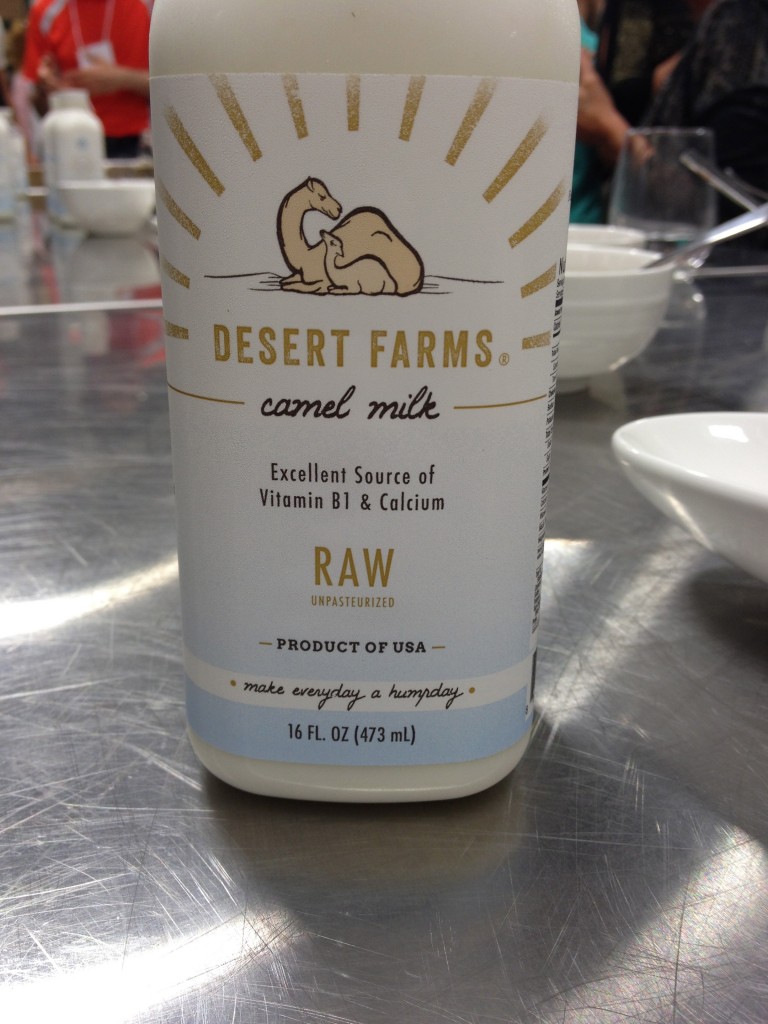 DESERT FARMS®
camel milk
Excellent Source of
Vitamin B1 & Calcium
RAW
UNPASTEURIZED
PRODUCT OF USA
make everyday a humpday
16 FL. OZ (473 mL)